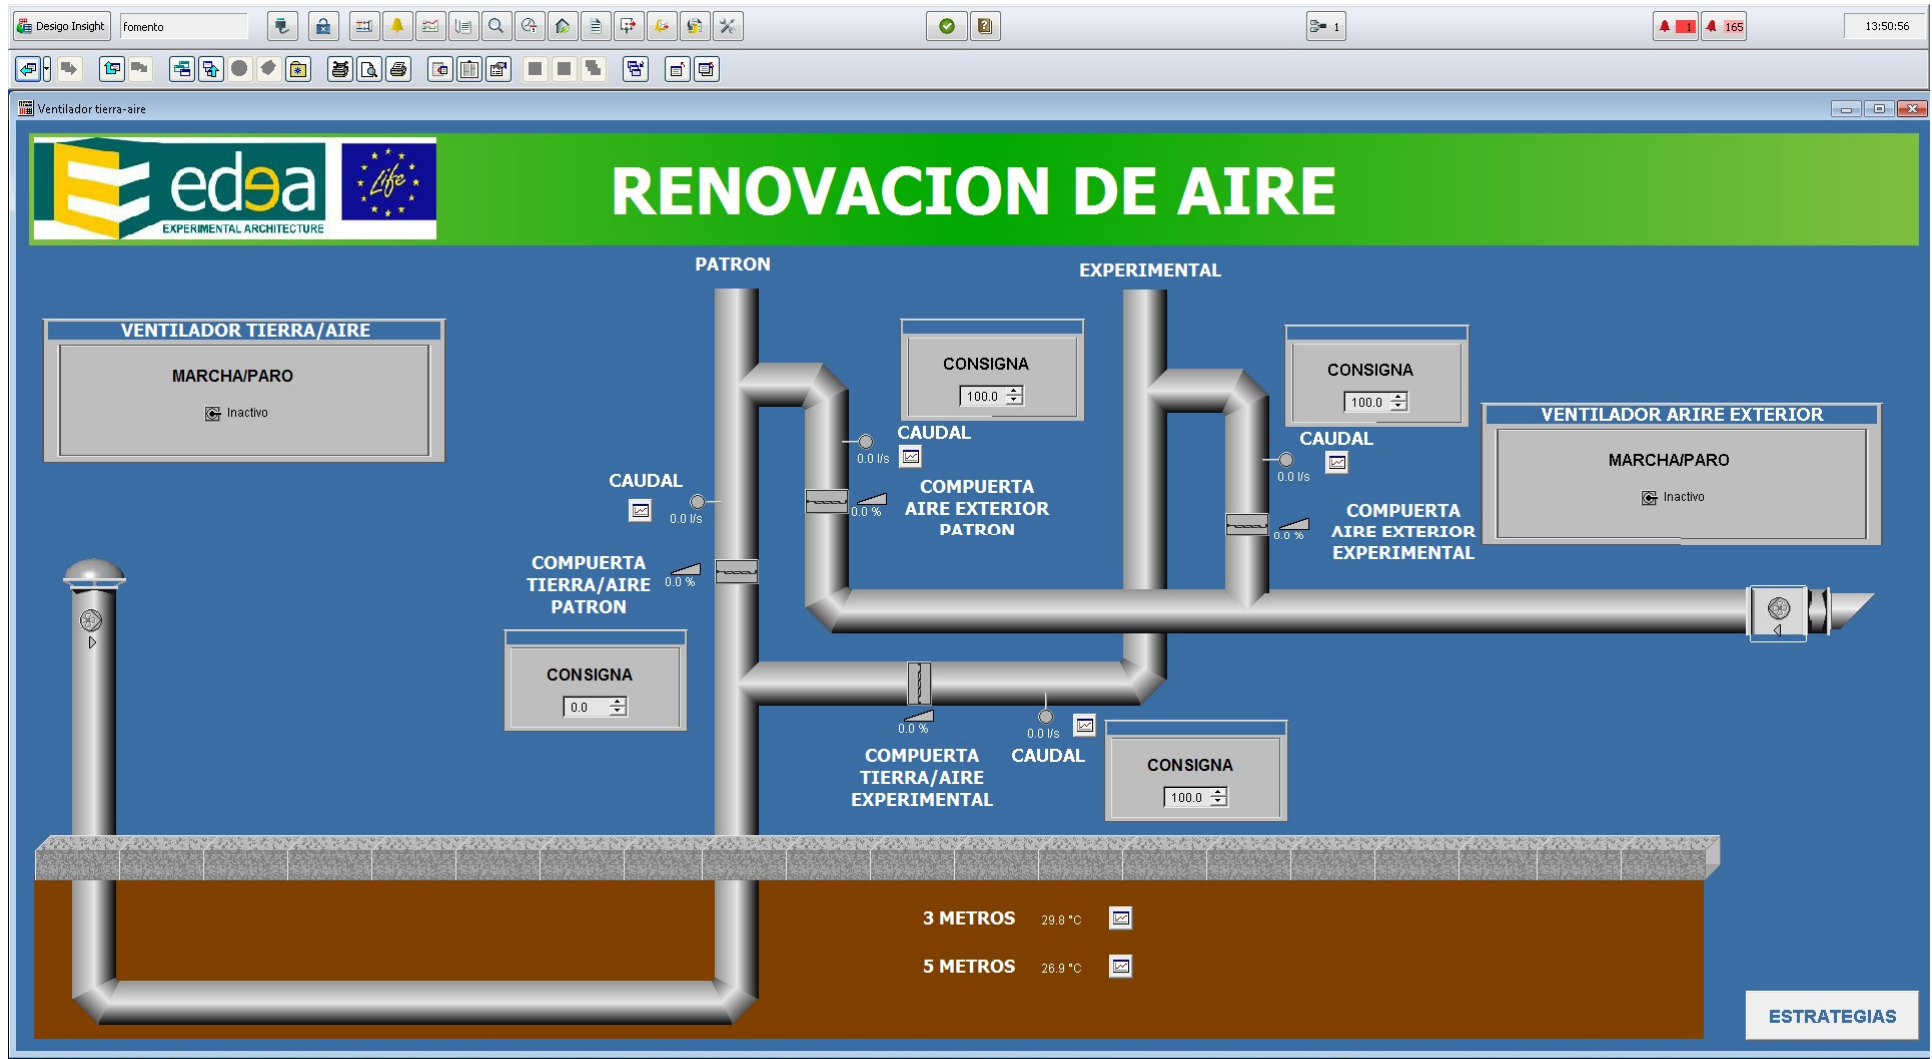 Desigo Insight
fomento
1
1
165
13:50:56
Ventilador tierra-aire
edea
EXPERIMENTAL ARCHITECTURE
Life
RENOVACION DE AIRE
PATRON
EXPERIMENTAL
VENTILADOR TIERRA/AIRE
MARCHA/PARO
Inactivo
CONSIGNA
100.0
CONSIGNA
100.0
VENTILADOR ARIRE EXTERIOR
MARCHA/PARO
Inactivo
CAUDAL
0.0 l/s
CAUDAL
0.0 l/s
CAUDAL
0.0 l/s
COMPUERTA
AIRE EXTERIOR
PATRON
0.0 %
COMPUERTA
AIRE EXTERIOR
EXPERIMENTAL
0.0 %
COMPUERTA
TIERRA/AIRE
PATRON
0.0 %
CONSIGNA
0.0
0.0 %
COMPUERTA
TIERRA/AIRE
EXPERIMENTAL
0.0 l/s
CAUDAL
CONSIGNA
100.0
3 METROS 29.8 °C
5 METROS 26.9 °C
ESTRATEGIAS